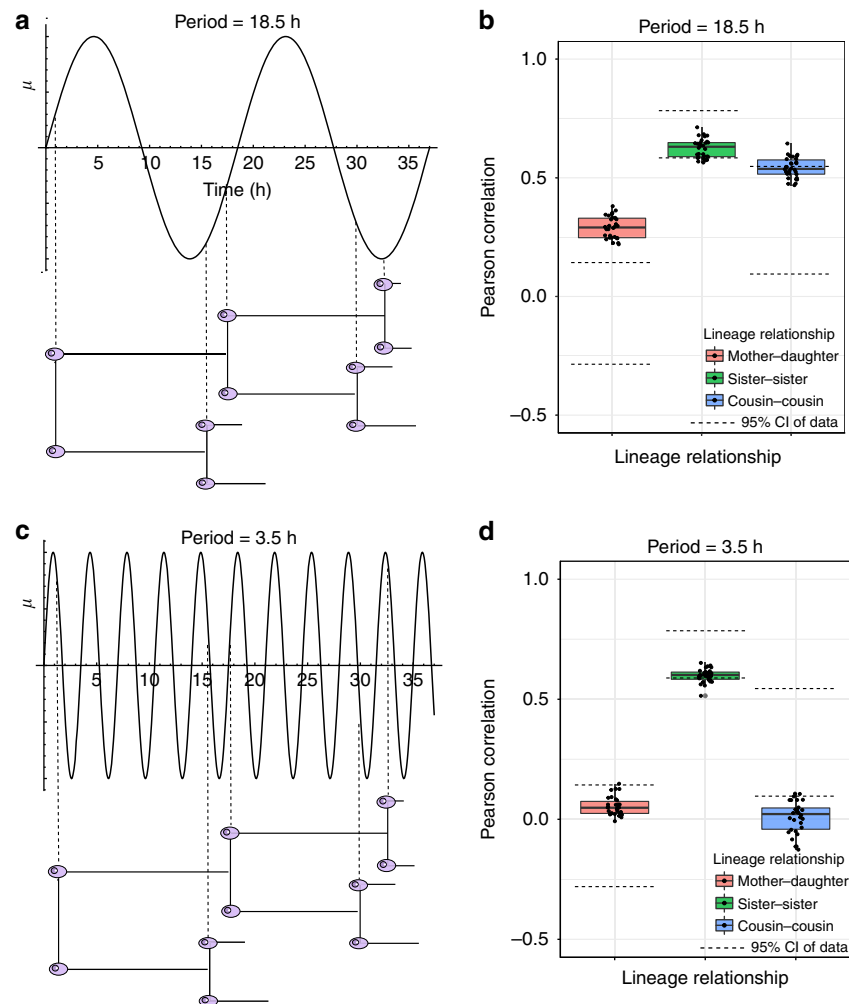 a
Period = 18.5 h
μ
5 10 15 20 25 30 35
Time (h)
b
Period = 18.5 h
1.0
0.5
0.0
−0.5
Pearson correlation
Lineage relationship
Mother–daughter
Sister–sister
Cousin–cousin
95% CI of data
Lineage relationship
c
Period = 3.5 h
μ
5 10 15 20 25 30 35
d
Period = 3.5 h
1.0
0.5
0.0
−0.5
Pearson correlation
Lineage relationship
Mother–daughter
Sister–sister
Cousin–cousin
95% CI of data
Lineage relationship